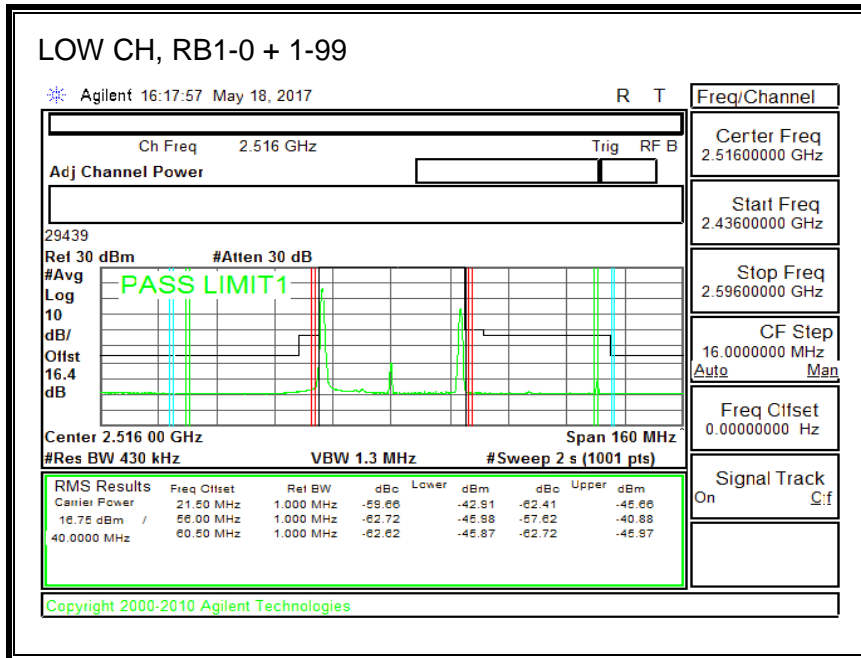 LOW CH, RB1-0 + 1-99
Agilent 16:17:57 May 18, 2017 R T
Freq/Channel
Ch Freq 2.516 GHz Trig RF B
Adj Channel Power
Center Freq
2.51600000 GHz
Start Freq
2.43600000 GHz
29439
Ref 30 dBm #Atten 30 dB
#Avg
Log
10
dB/
Offst
16.4
dB
PASS LIMIT1
Stop Freq
2.59600000 GHz
CF Step
16.0000000 MHz
Auto Man
Freq Offset
0.00000000 Hz
Center 2.516 00 GHz Span 160 MHz
#Res BW 430 kHz VBW 1.3 MHz #Sweep 2 s (1001 pts)
Signal Track
On Off
RMS Results Freq Offset Ref BW dBc Lower dBm dBc Upper dBm
Carrier Power 21.50 MHz 1.000 MHz -59.66 -42.91 -62.41 -45.66
16.75 dBm / 56.00 MHz 1.000 MHz -62.72 -45.98 -57.62 -40.88
40.0000 MHz 60.50 MHz 1.000 MHz -62.62 -45.87 -62.72 -45.97
Copyright 2000-2010 Agilent Technologies